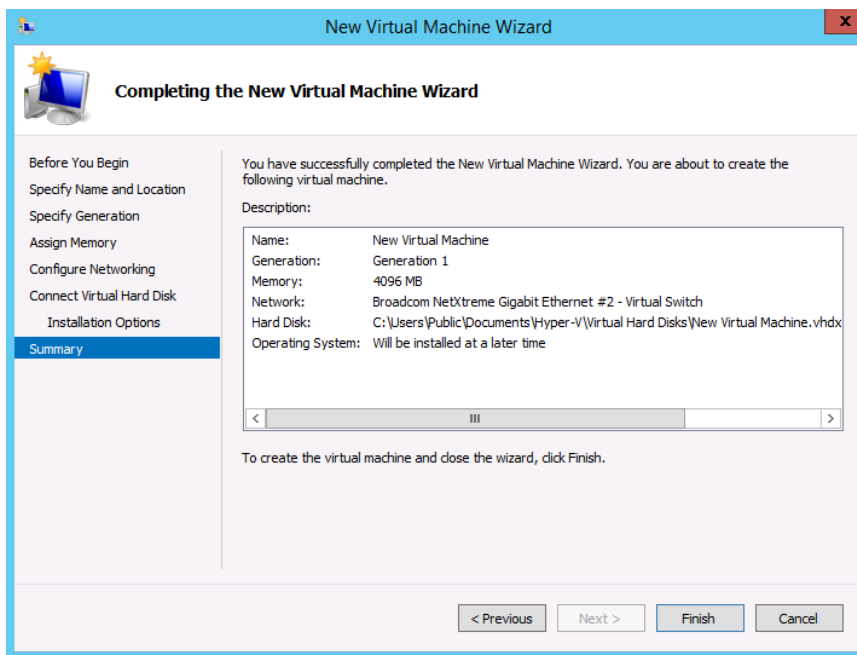 New Virtual Machine Wizard
x
Completing the New Virtual Machine Wizard
Before You Begin
Specify Name and Location
Specify Generation
Assign Memory
Configure Networking
Connect Virtual Hard Disk
Installation Options
Summary
You have successfully completed the New Virtual Machine Wizard. You are about to create the
following virtual machine.
Description:
Name: New Virtual Machine
Generation: Generation 1
Memory: 4096 MB
Network: Broadcom NetXtreme Gigabit Ethernet #2 - Virtual Switch
Hard Disk: C:\Users\Public\Documents\Hyper-V\Virtual Hard Disks\New Virtual Machine.vhdx
Operating System: Will be installed at a later time
To create the virtual machine and close the wizard, click Finish.
< Previous
Next >
Finish
Cancel